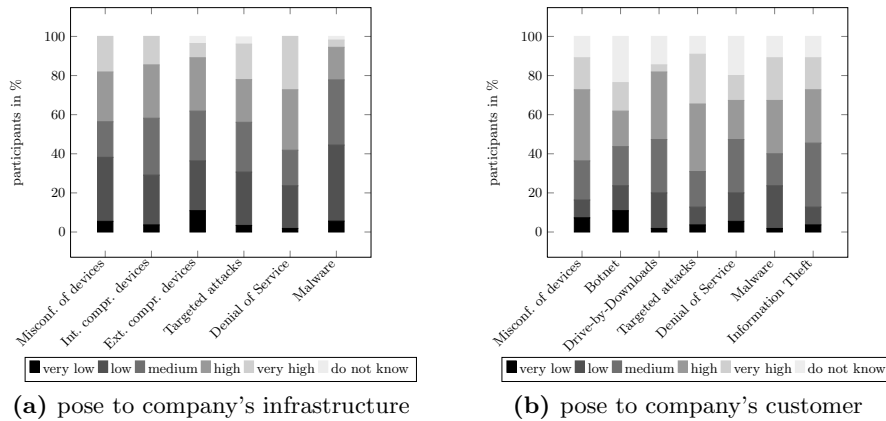 100
80
60
40
20
0
participants in %
Misconf. of devices
Int. compr. devices
Ext. compr. devices
Targeted attacks
Denial of Service
Malware
very low low medium high very high do not know
(a) pose to company's infrastructure
100
80
60
40
20
0
participants in %
Misconf. of devices
Botnet
Drive-by-Downloads
Targeted attacks
Denial of Service
Malware
Information Theft
very low low medium high very high do not know
(b) pose to company's customer